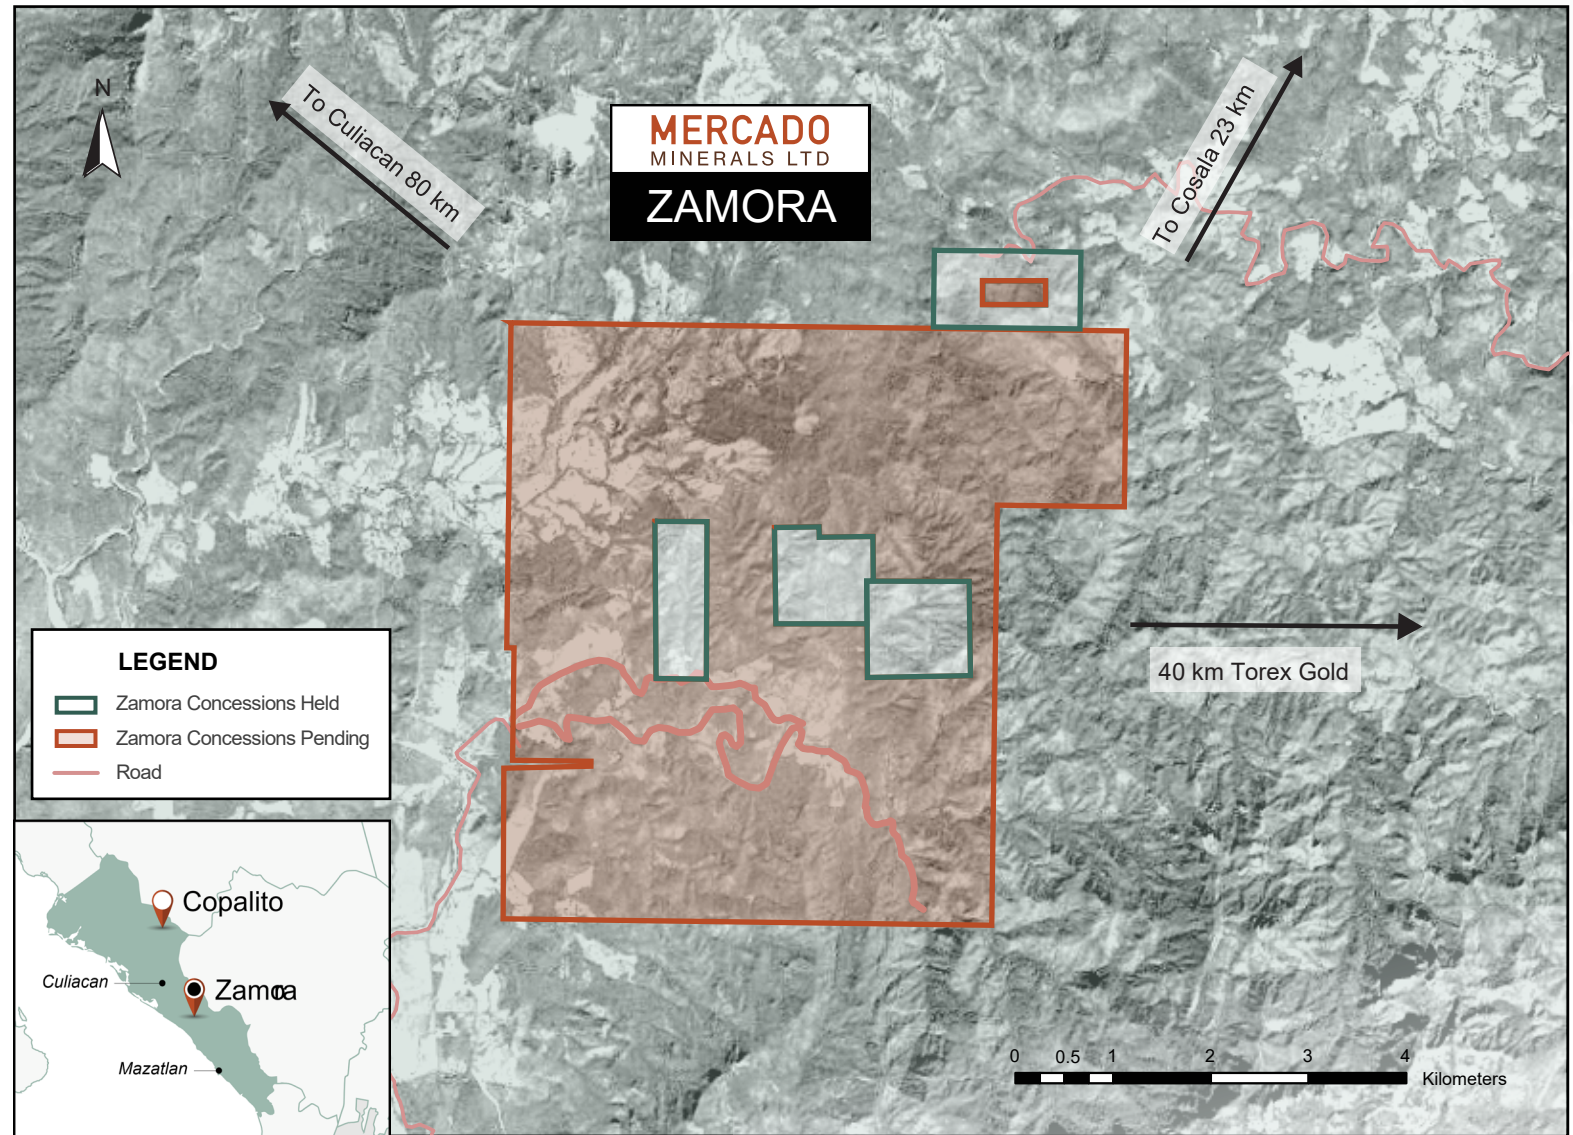 N
To Culiacan 80 km
MERCADO
MINERALS LTD
ZAMORA
To Cosala 23 km
40 km Torex Gold
LEGEND
Zamora Concessions Held
Zamora Concessions Pending
Road
Copalito
Culiacan
Zamora
Mazatlan
0 0.5 1 2 3 4
Kilometers